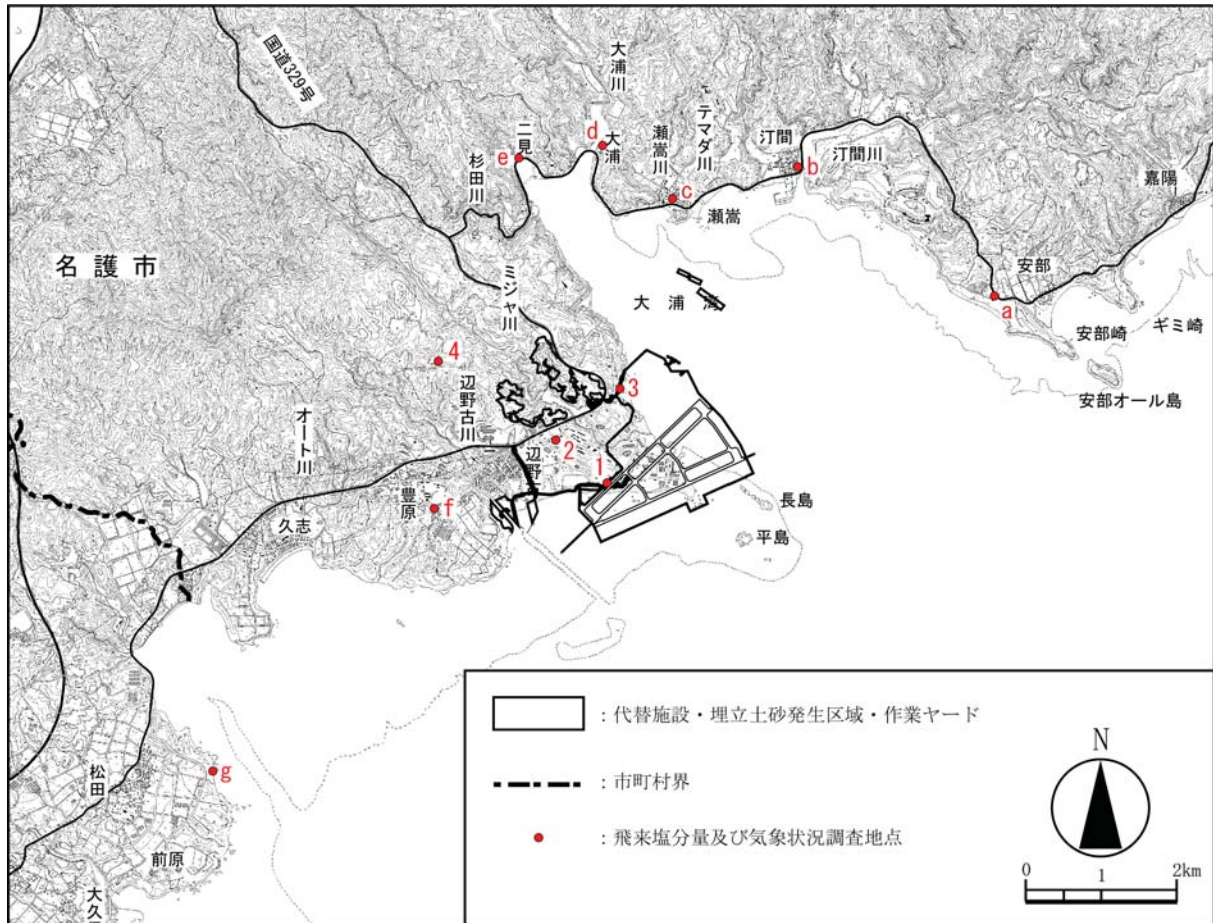 国道329号
大浦川
二見
d
大浦
e
杉田川
瀬嵩川
テマダ川
汀間
b
汀間川
c
瀬嵩
嘉陽
名護市
ミジャ川
安部
a
大浦湾
安部崎
ギミ崎
安部オール島
4
辺野古川
3
オート川
2
辺野
1
豊原
f
久志
長島
平島
g
松田
前原
:代替施設・埋立土砂発生区域・作業ヤード
:市町村界
:飛来塩分量及び気象状況調査地点
N
0 1 2km